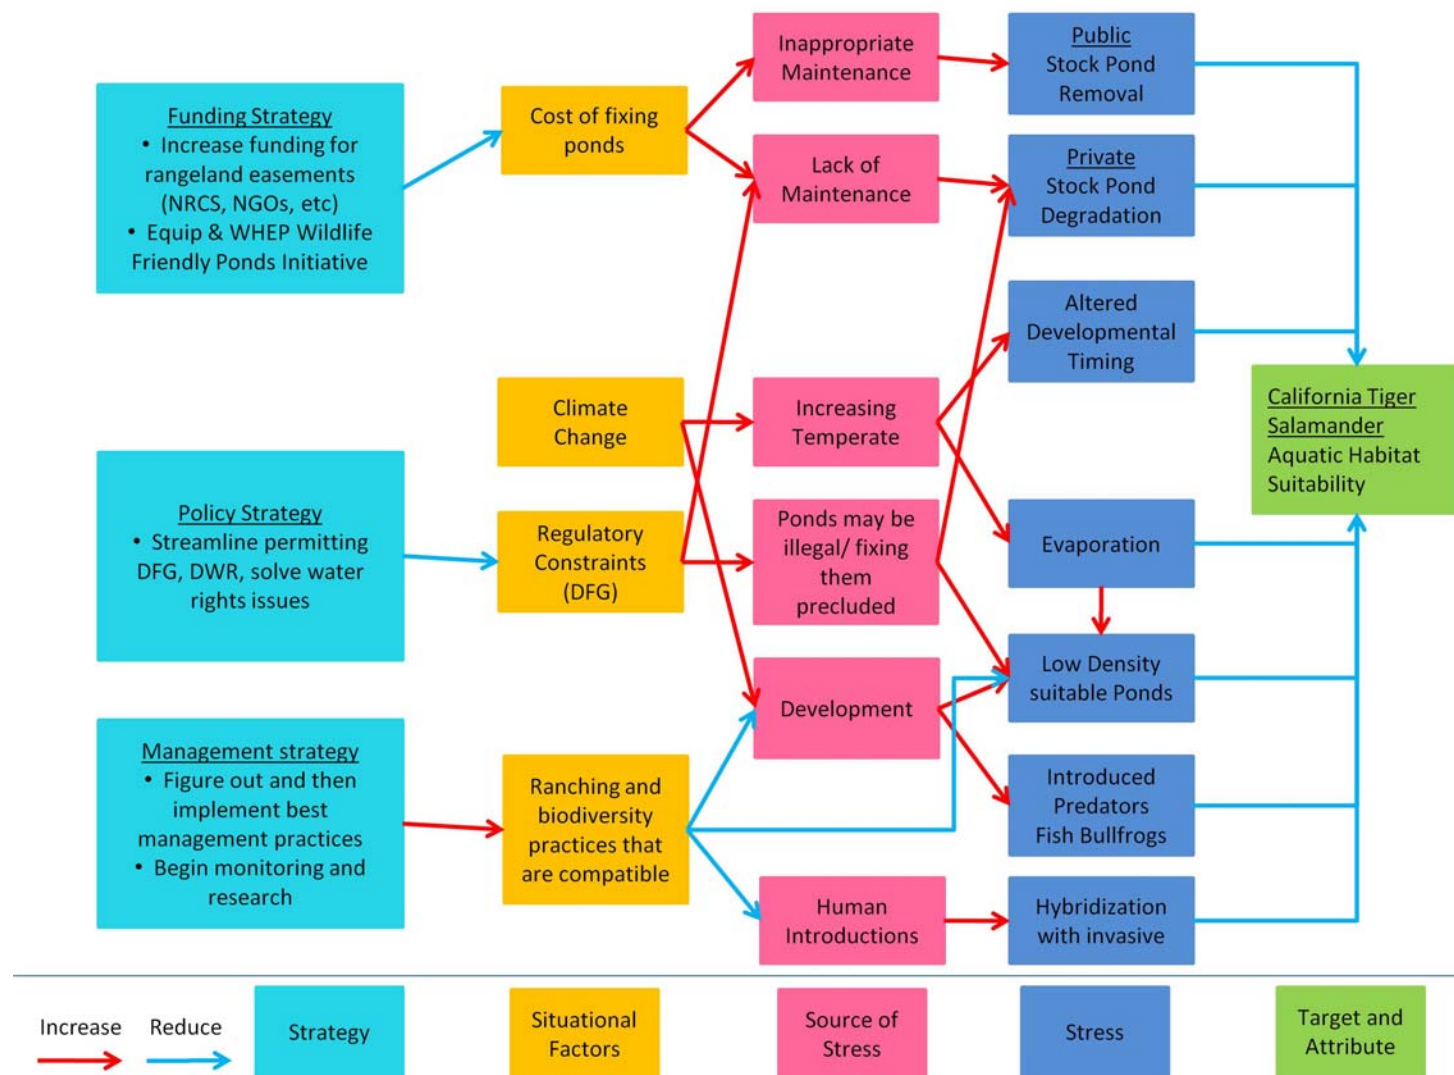 Funding Strategy
• Increase funding for
rangeland easements
(NRCS, NGOs, etc)
• Equip & WHEP Wildlife
Friendly Ponds Initiative
Policy Strategy
• Streamline permitting
DFG, DWR, solve water
rights issues
Management strategy
• Figure out and then
implement best
management practices
• Begin monitoring and
research
Cost of fixing
ponds
Climate
Change
Regulatory
Constraints
(DFG)
Ranching and
biodiversity
practices that
are compatible
Inappropriate
Maintenance
Lack of
Maintenance
Increasing
Temperate
Ponds may be
illegal/ fixing
them
precluded
Development
Human
Introductions
Public
Stock Pond
Removal
Private
Stock Pond
Degradation
Altered
Developmental
Timing
Evaporation
Low Density
suitable Ponds
Introduced
Predators
Fish Bullfrogs
Hybridization
with invasive
California Tiger
Salamander
Aquatic Habitat
Suitability
Increase
Reduce
Strategy
Situational
Factors
Source of
Stress
Stress
Target and
Attribute